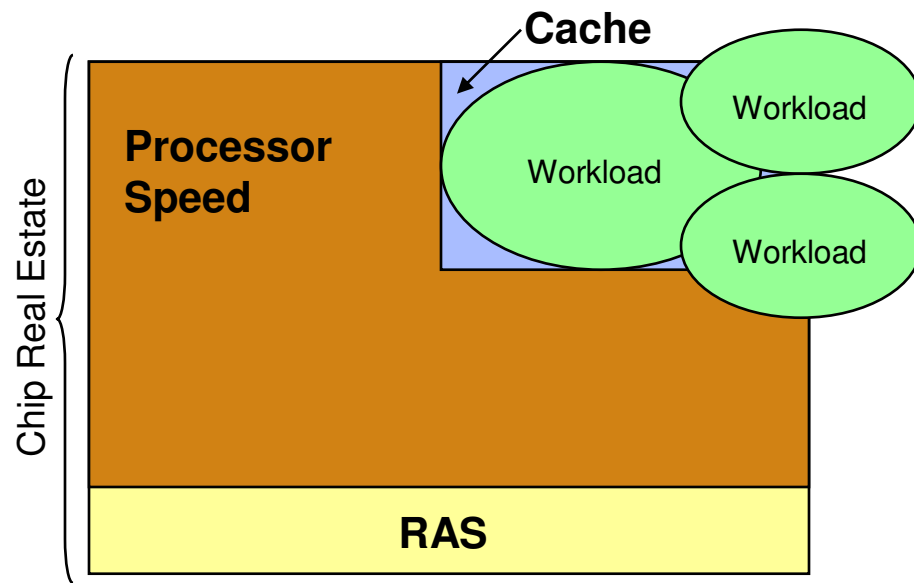 Cache
Processor
Speed
Workload
Workload
Workload
Chip Real Estate
RAS